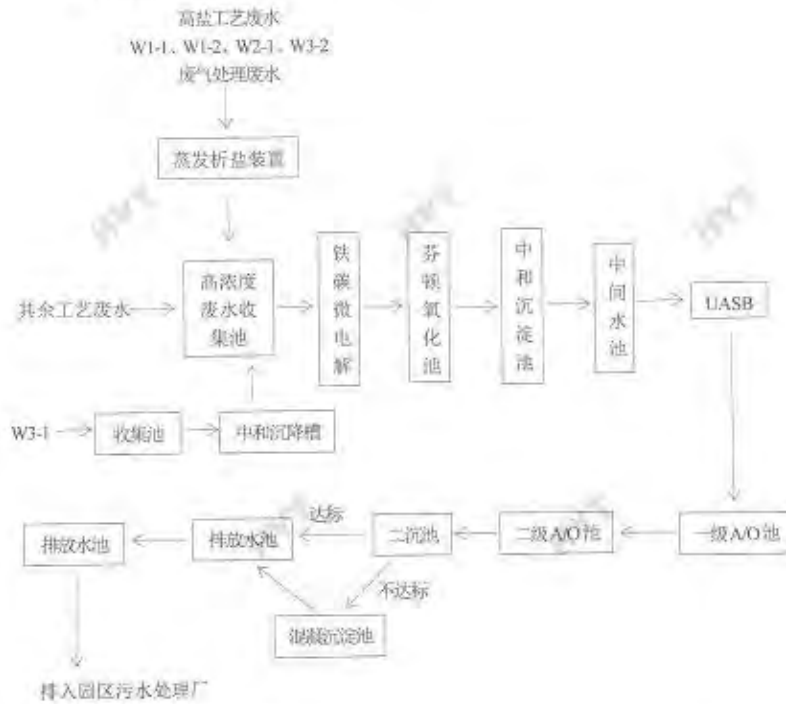 高盐工艺废水
W1-1、W1-2、W2-1、W3-2
废气处理废水
蒸发析盐装置
其余工艺废水
高浓度
废水收
集池
铁碳微电解
芬顿氧化池
中和沉淀池
中间水池
UASB
W3-1
收集池
中和沉降槽
排放水池
排放水池
达标
二沉池
二级A/O池
一级A/O池
不达标
混凝沉淀池
排入园区污水处理厂